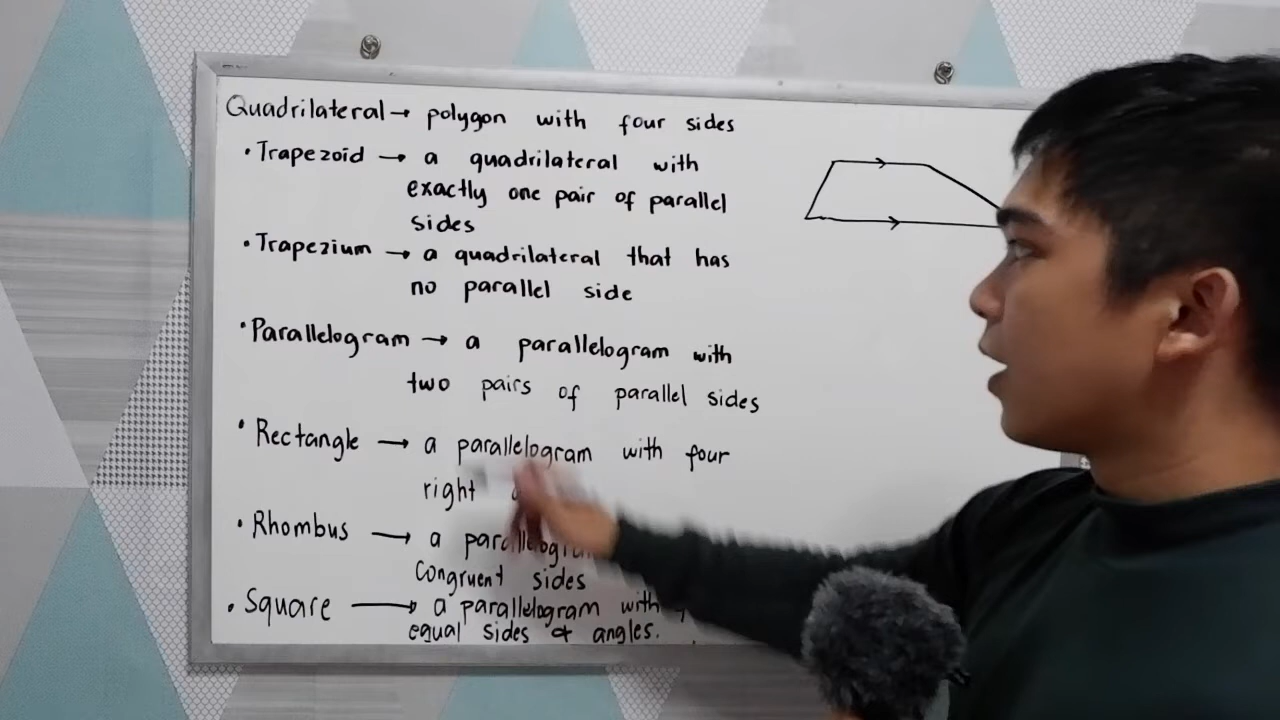 Quadrilateral → polygon with four sides
• Trapezoid → a quadrilateral with
exactly one pair of parallel
sides
• Trapezium → a quadrilateral that has
no parallel side
• Parallelogram → a parallelogram with
two pairs of parallel sides
• Rectangle → a parallelogram with four
right
• Rhombus → a
congruent sides
• Square → a parallelogram with
equal sides & angles.